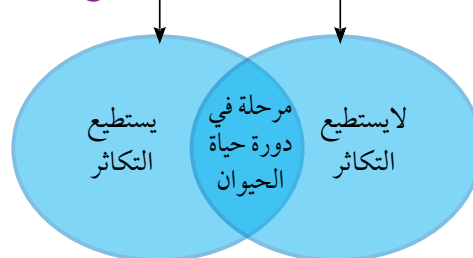 لايستطيع
التكاثر
مرحلة في
دورة حياة
الحيوان
يستطيع
التكاثر